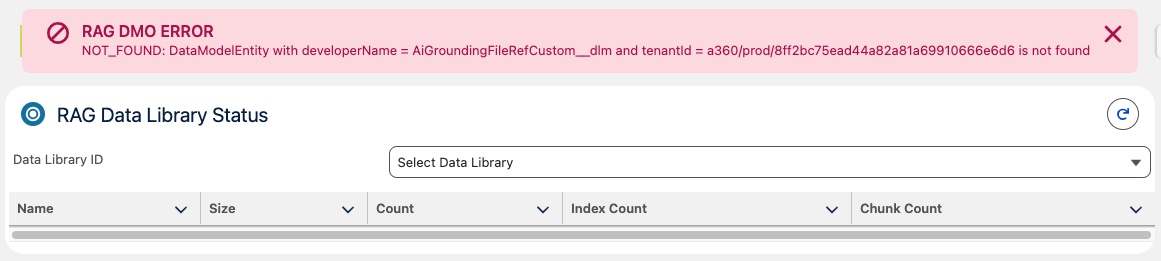 RAG DMO ERROR
NOT_FOUND: DataModelEntity with developerName = AiGroundingFileRefCustom__dlm and tenantId = a360/prod/8ff2bc75ead44a82a81a69910666e6d6 is not found
RAG Data Library Status
Data Library ID
Select Data Library
Name Size Count Index Count Chunk Count